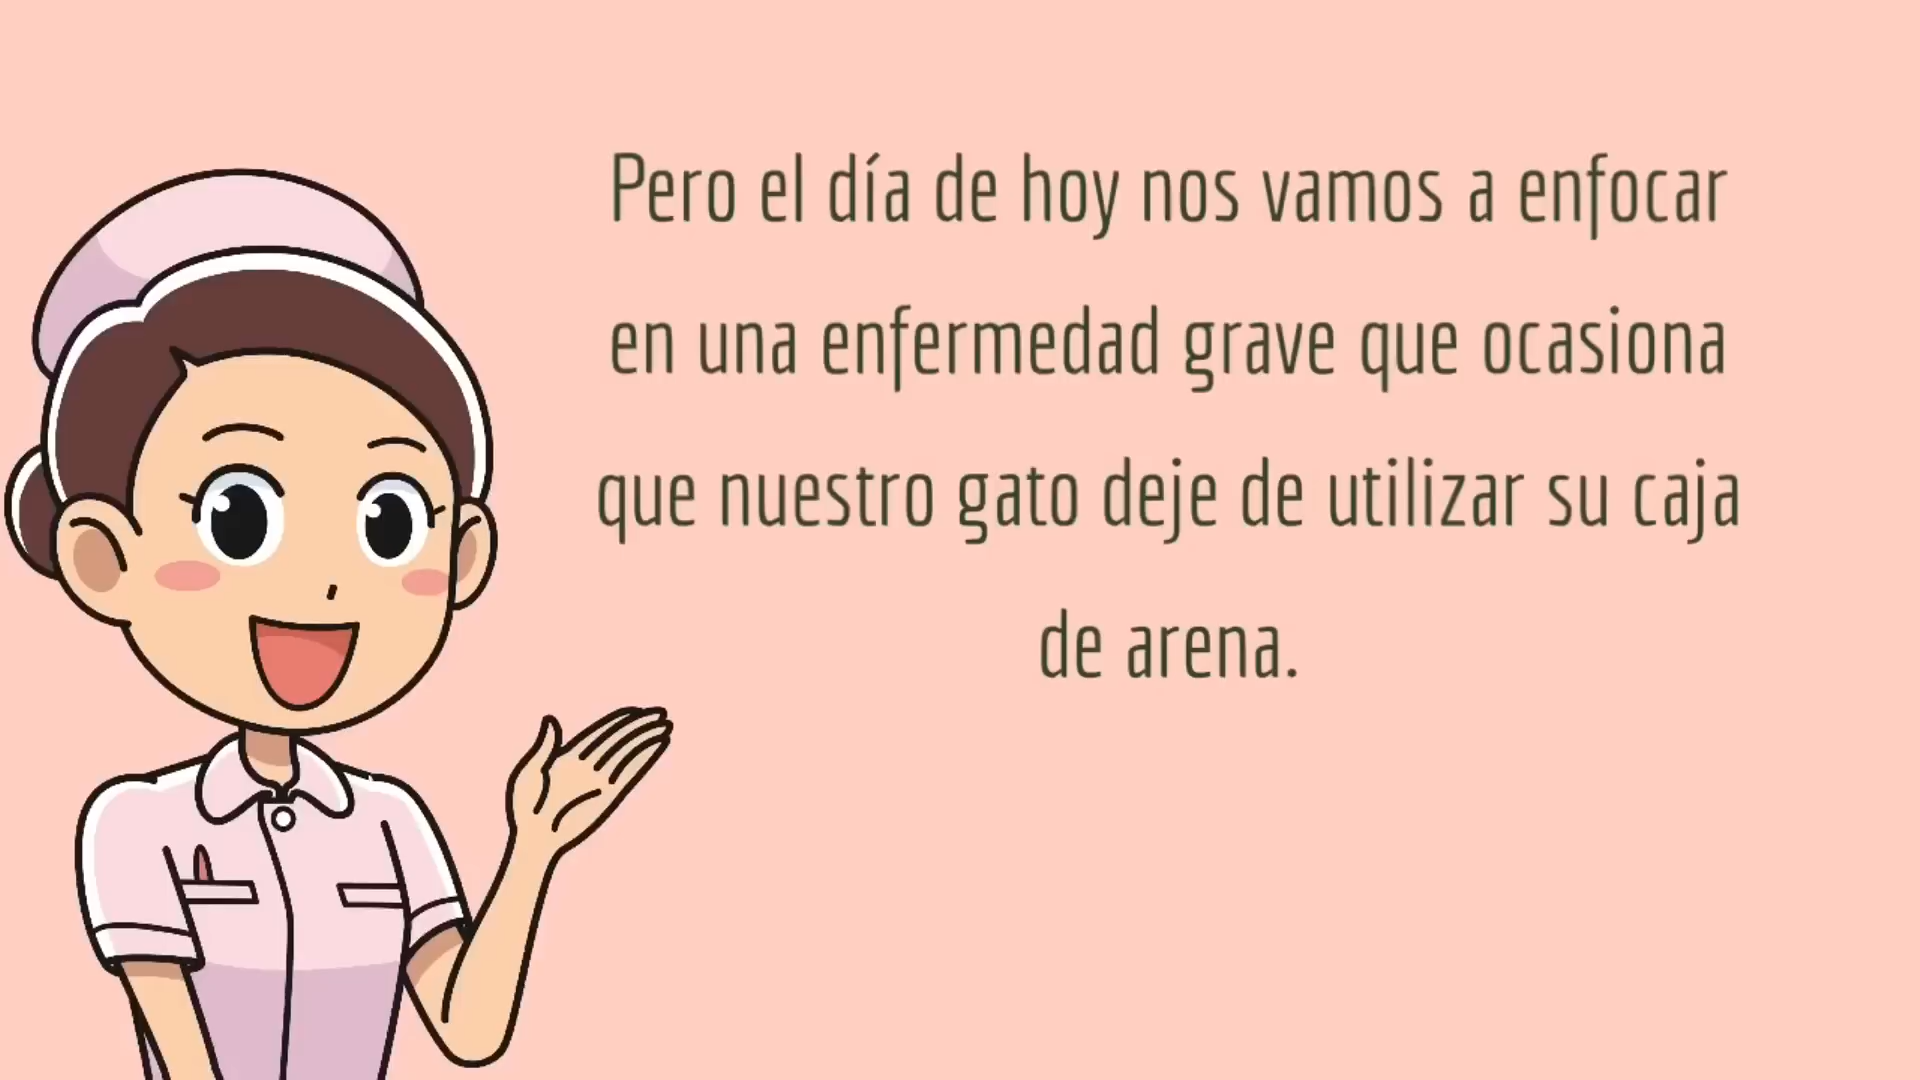 Pero el día de hoy nos vamos a enfocar
en una enfermedad grave que ocasiona
que nuestro gato deje de utilizar su caja
de arena.